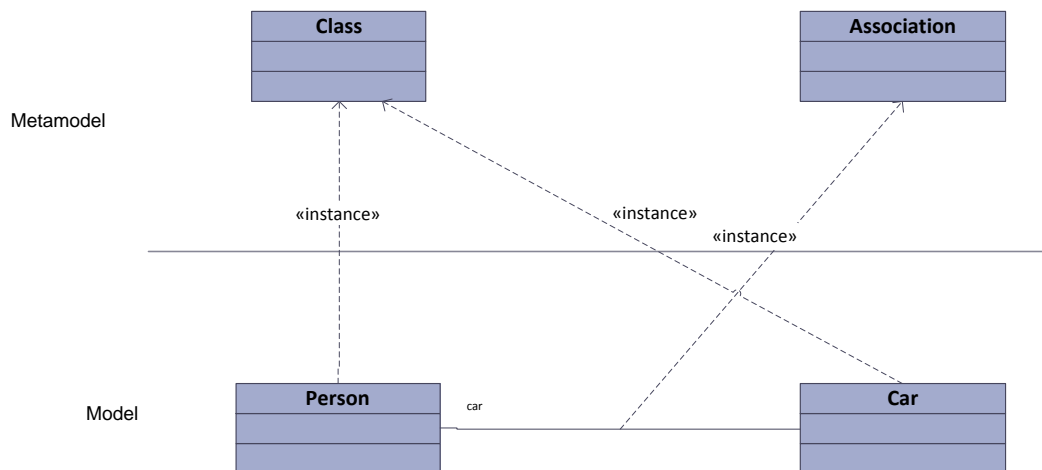 Class
Association
Metamodel
«instance»
«instance»
«instance»
Person
car
Car
Model